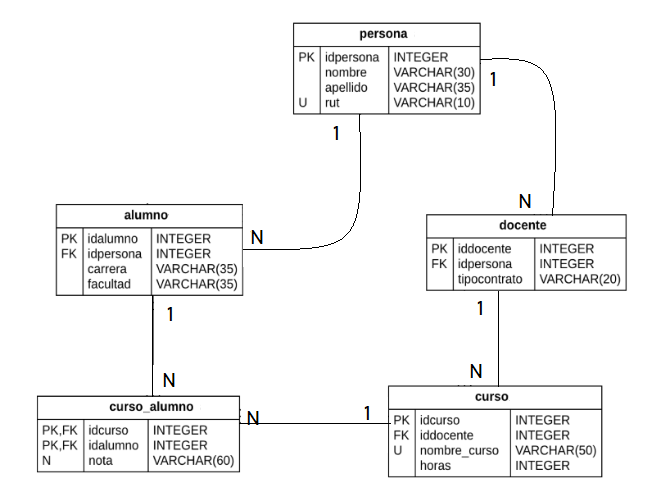 persona
PK idpersona INTEGER
nombre VARCHAR(30)
apellido VARCHAR(35)
U rut VARCHAR(10)
1
1
N
N
alumno
PK idalumno INTEGER
FK idpersona INTEGER
carrera VARCHAR(35)
facultad VARCHAR(35)
docente
PK iddocente INTEGER
FK idpersona INTEGER
tipocontrato VARCHAR(20)
1
1
N
N
curso_alumno
PK,FK idcurso INTEGER
PK,FK idalumno INTEGER
N nota VARCHAR(60)
N
1
curso
PK idcurso INTEGER
FK iddocente INTEGER
U nombre_curso VARCHAR(50)
horas INTEGER